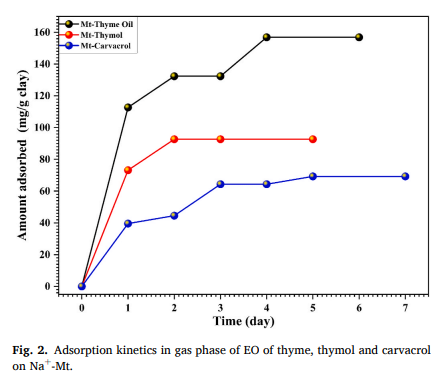 Mt-Thyme Oil
Mt-Thymol
Mt-Carvacrol
Amount adsorbed (mg/g clay)
160
140
120
100
80
60
40
20
0
0 1 2 3 4 5 6 7
Time (day)
Fig. 2. Adsorption kinetics in gas phase of EO of thyme, thymol and carvacrol
on Na⁺-Mt.